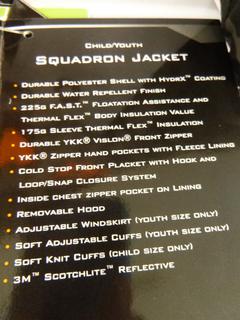 Child/Youth
Squadron Jacket
• Durable Polyester Shell with HydrX™ Coating
• Durable Water Repellent Finish
• 225g F.A.S.T.™ Floatation Assistance and
Thermal Flex™ Body Insulation Value
• 175g Sleeve Thermal Flex™ Insulation
• Durable YKK® Vislon® Front Zipper
• YKK® Zipper hand pockets with Fleece Lining
• Cold Stop Front Placket with Hook and
Loop/Snap Closure System
• Inside chest zipper pocket on Lining
• Removable Hood
• Adjustable Windskirt (youth size only)
• Soft Adjustable Cuffs (youth size only)
• Soft Knit Cuffs (child size only)
• 3M™ Scotchlite™ Reflective